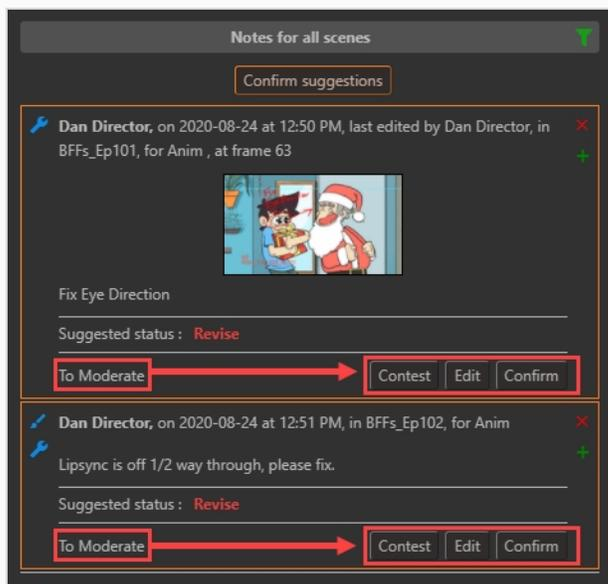 Notes for all scenes
Confirm suggestions
Dan Director, on 2020-08-24 at 12:50 PM, last edited by Dan Director, in
BFFs_Ep101, for Anim , at frame 63
Fix Eye Direction
Suggested status : Revise
To Moderate Contest Edit Confirm
Dan Director, on 2020-08-24 at 12:51 PM, in BFFs_Ep102, for Anim
Lipsync is off 1/2 way through, please fix.
Suggested status : Revise
To Moderate Contest Edit Confirm